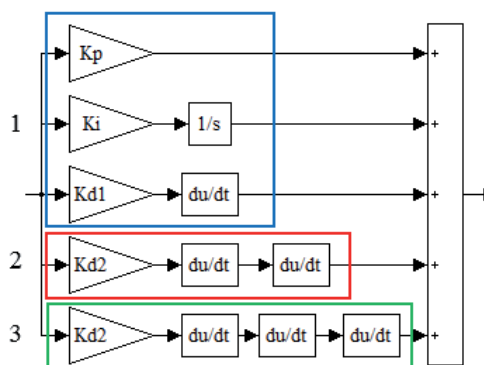 Kp +
1 Ki 1/s +
Kd1 du/dt +
2 Kd2 du/dt du/dt +
3 Kd2 du/dt du/dt du/dt +